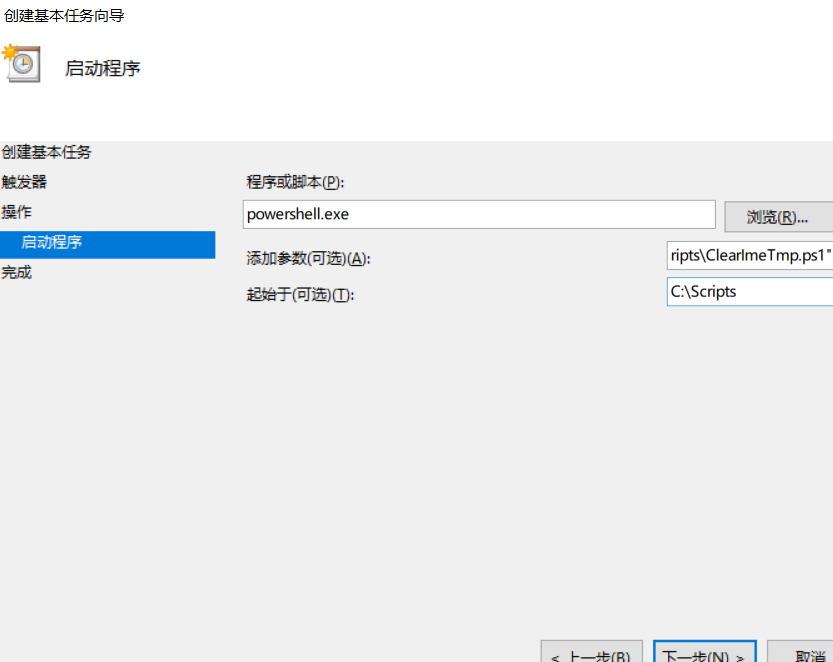 创建基本任务向导
启动程序
创建基本任务
触发器
操作
启动程序
完成
程序或脚本(P):
powershell.exe
浏览(R)...
添加参数(可选)(A):
ripts\ClearImeTmp.ps1"
起始于(可选)(T):
C:\Scripts
< 上一步(B)
下一步(N) >
取消